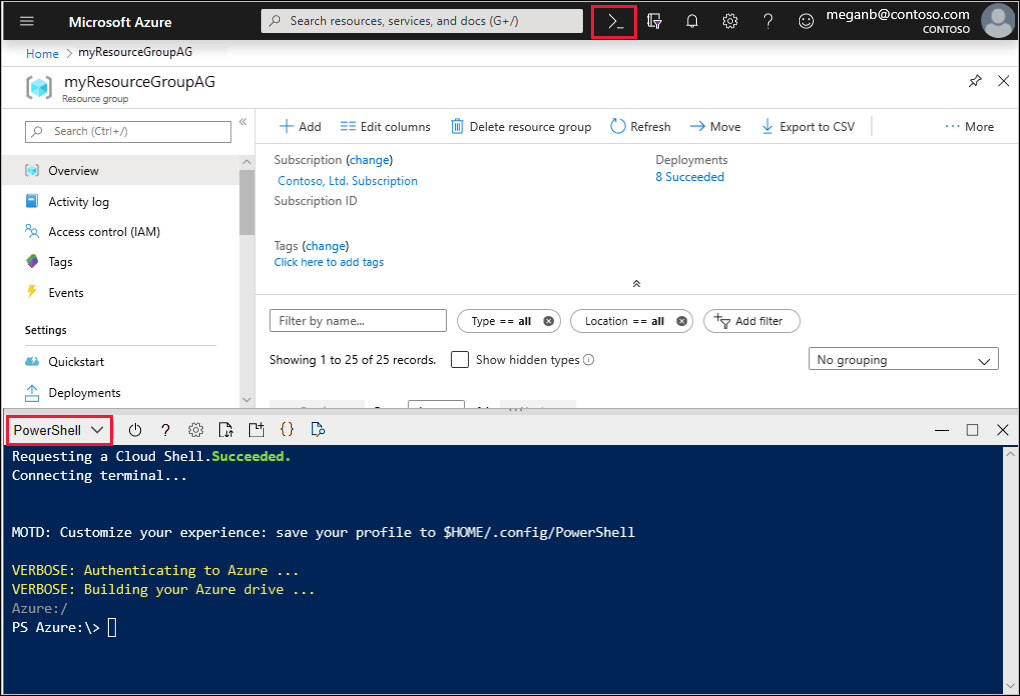 Microsoft Azure
Search resources, services, and docs (G+/)
meganb@contoso.com
CONTOSO
Home > myResourceGroupAG
myResourceGroupAG
Resource group
Search (Ctrl+/)
«
Add
Edit columns
Delete resource group
Refresh
Move
Export to CSV
··· More
Overview
Activity log
Access control (IAM)
Tags
Events
Settings
Quickstart
Deployments
Subscription (change)
Contoso, Ltd. Subscription
Subscription ID
Deployments
8 Succeeded
Tags (change)
Click here to add tags
Filter by name...
Type == all
Location == all
Add filter
Showing 1 to 25 of 25 records.
Show hidden types
No grouping
PowerShell
?
{}
Requesting a Cloud Shell.Succeeded.
Connecting terminal...
MOTD: Customize your experience: save your profile to $HOME/.config/PowerShell
VERBOSE: Authenticating to Azure ...
VERBOSE: Building your Azure drive ...
Azure:/
PS Azure:\>